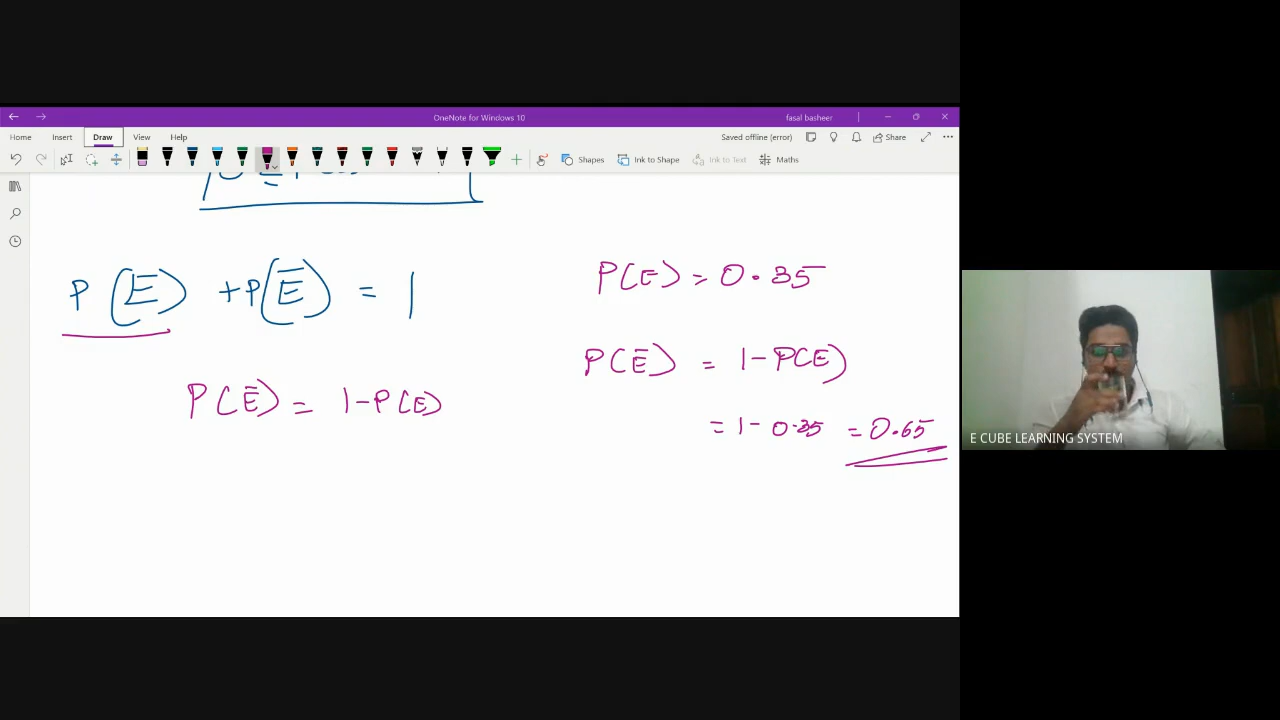 OneNote for Windows 10
fasal basheer
Home Insert Draw View Help
Saved offline (error)
Share
Shapes Ink to Shape Ink to Text Maths
P(E) + P(E̅) = 1
P(E̅) = 1 - P(E)
P(E) = 0.35
P(E̅) = 1 - P(E)
= 1 - 0.35 = 0.65
E CUBE LEARNING SYSTEM